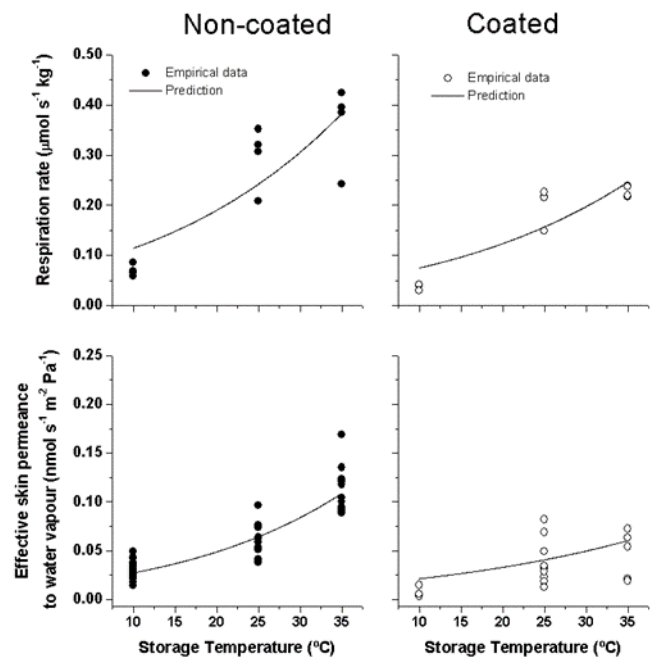 Non-coated
Coated
Respiration rate (μmol s⁻¹ kg⁻¹)
0.50
0.40
0.30
0.20
0.10
0.00
Empirical data
Prediction
Empirical data
Prediction
Effective skin permeance
to water vapour (nmol s⁻¹ m⁻² Pa⁻¹)
0.25
0.20
0.15
0.10
0.05
0.00
10 15 20 25 30 35
10 15 20 25 30 35
Storage Temperature (ºC)
Storage Temperature (ºC)